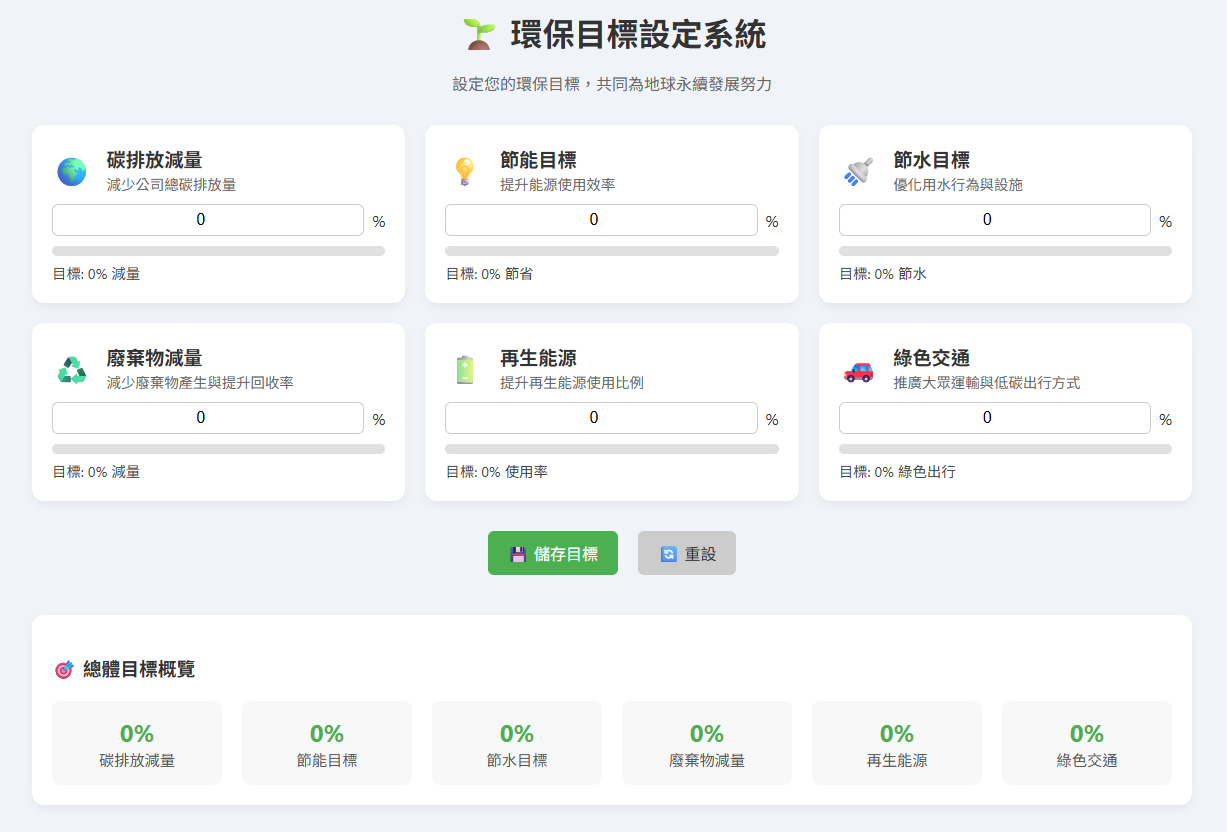 環保目標設定系統
設定您的環保目標，共同為地球永續發展努力
碳排放減量
減少公司總碳排放量
0 %
目標: 0% 減量
節能目標
提升能源使用效率
0 %
目標: 0% 節省
節水目標
優化用水行為與設施
0 %
目標: 0% 節水
廢棄物減量
減少廢棄物產生與提升回收率
0 %
目標: 0% 減量
再生能源
提升再生能源使用比例
0 %
目標: 0% 使用率
綠色交通
推廣大眾運輸與低碳出行方式
0 %
目標: 0% 綠色出行
儲存目標
重設
總體目標概覽
0%
碳排放減量
0%
節能目標
0%
節水目標
0%
廢棄物減量
0%
再生能源
0%
綠色交通